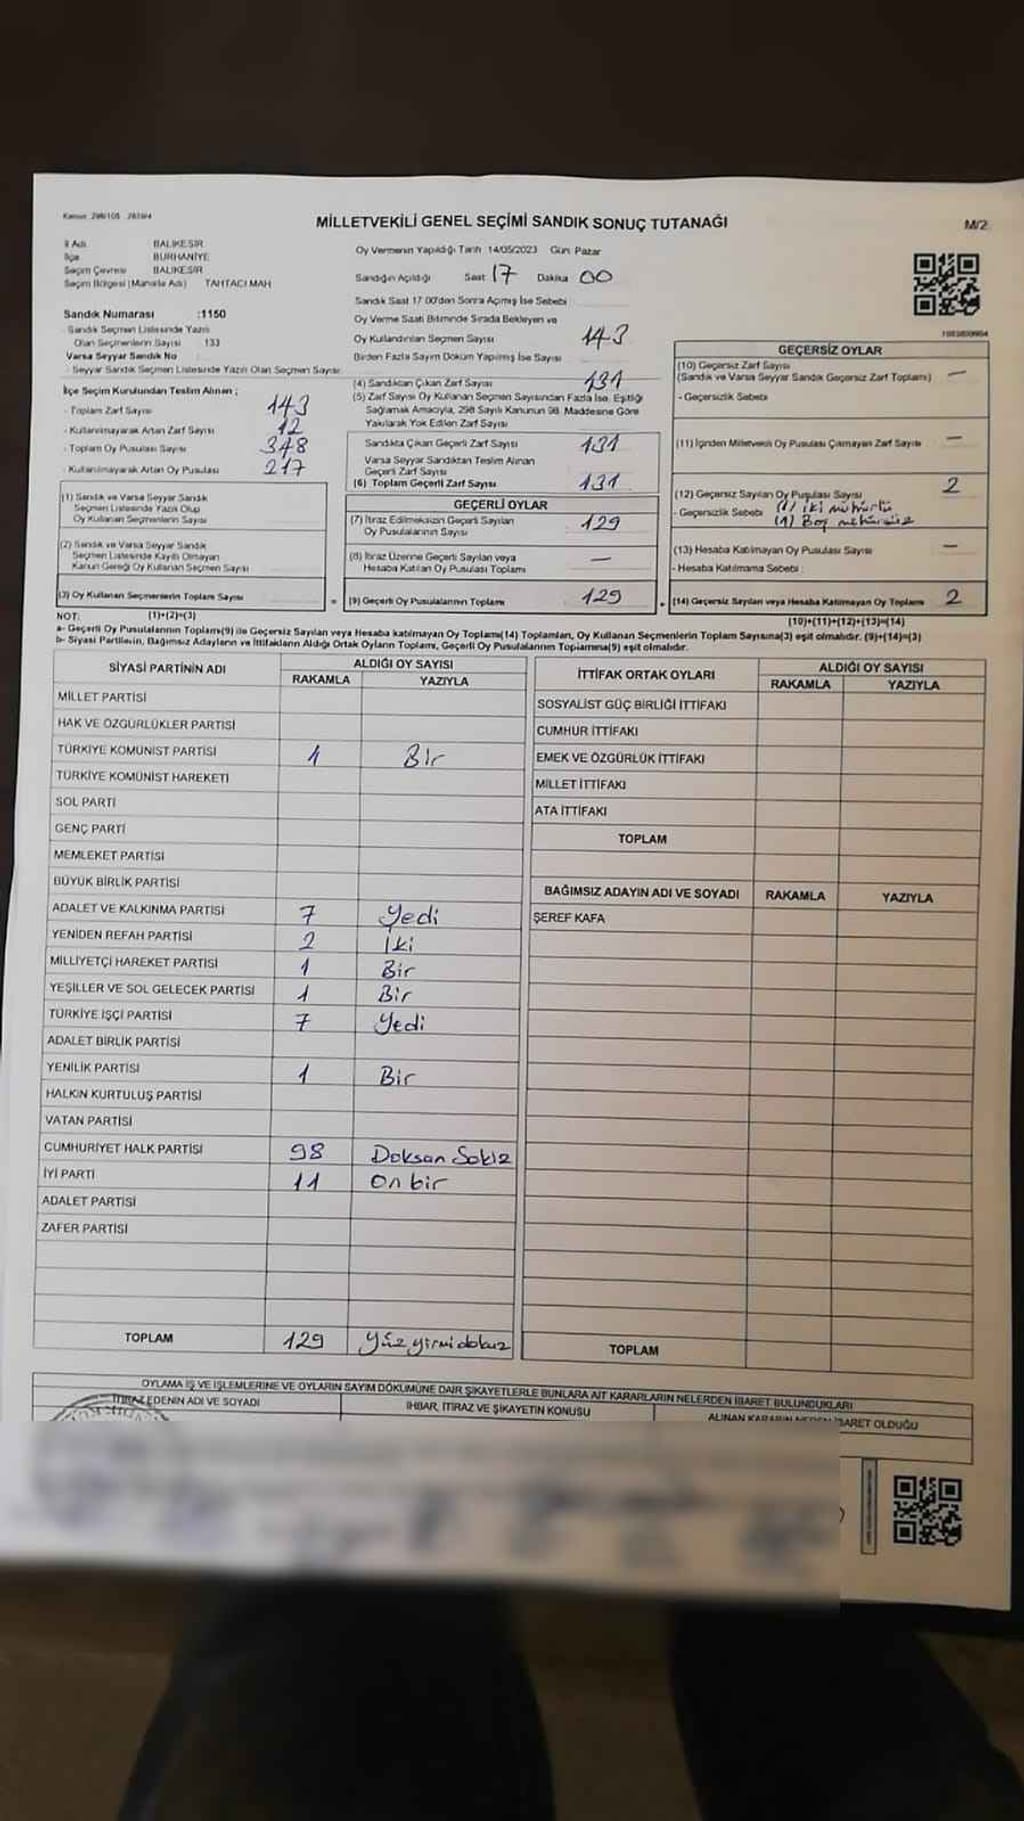 MİLLETVEKİLİ GENEL SEÇİMİ SANDIK SONUÇ TUTANAĞI
M/2
İl Adı BALIKESİR
İlçe BURHANİYE
Seçim Çevresi BALIKESİR
Seçim Bölgesi (Mahalle Adı) TAHTACI MAH
Sandık Numarası :1150
- Sandık Seçmen Listesinde Yazılı
Olan Seçmenlerin Sayısı 133
Varsa Seyyar Sandık No
- Seyyar Sandık Seçmen Listesinde Yazılı Olan Seçmen Sayısı
İlçe Seçim Kurulundan Teslim Alınan ;
- Toplam Zarf Sayısı 143
- Kullanılmayarak Artan Zarf Sayısı 12
- Toplam Oy Pusulası Sayısı 348
- Kullanılmayarak Artan Oy Pusulası 217
(1) Sandık ve Varsa Seyyar Sandık
Seçmen Listesinde Yazılı Olup
Oy Kullanan Seçmenlerin Sayısı
(2) Sandık ve Varsa Seyyar Sandık
Seçmen Listesinde Kayıtlı Olmayan
Kanun Gereği Oy Kullanan Seçmen Sayısı
(3) Oy Kullanan Seçmenlerin Toplam Sayısı
=
(1)+(2)=(3)
Oy Vermenin Yapıldığı Tarih 14/05/2023 Gün: Pazar
Sandığın Açıldığı Saat 17 Dakika 00
Sandık Saat 17:00'den Sonra Açılmış İse Sebebi
Oy Verme Saati Bitiminde Sırada Bekleyen ve
Oy Kullandırılan Seçmen Sayısı 143
Birden Fazla Sayım Döküm Yapılmış İse Sayısı
(4) Sandıktan Çıkan Zarf Sayısı 131
(5) Zarf Sayısı Oy Kullanan Seçmen Sayısından Fazla İse, Eşitliği
Sağlamak Amacıyla, 298 Sayılı Kanunun 98. Maddesine Göre
Yakılarak Yok Edilen Zarf Sayısı
Sandıkta Çıkan Geçerli Zarf Sayısı 131
Varsa Seyyar Sandıktan Teslim Alınan
Geçerli Zarf Sayısı
(6) Toplam Geçerli Zarf Sayısı 131
GEÇERLİ OYLAR
(7) İtiraz Edilmeksizin Geçerli Sayılan
Oy Pusulalarının Sayısı 129
(8) İtiraz Üzerine Geçerli Sayılan veya
Hesaba Katılan Oy Pusulası Toplamı —
(9) Geçerli Oy Pusulalarının Toplamı 129
GEÇERSİZ OYLAR
(10) Geçersiz Zarf Sayısı —
(Sandık ve Varsa Seyyar Sandık Geçersiz Zarf Toplamı)
- Geçersizlik Sebebi
(11) İçinden Milletvekili Oy Pusulası Çıkmayan Zarf Sayısı —
(12) Geçersiz Sayılan Oy Pusulası Sayısı 2
- Geçersizlik Sebebi (1) İki mühürlü
(1) Boş mühürsüz
(13) Hesaba Katılmayan Oy Pusulası Sayısı —
- Hesaba Katılmama Sebebi :
(14) Geçersiz Sayılan veya Hesaba Katılmayan Oy Toplamı 2
(10)+(11)+(12)+(13)=(14)
NOT:
a- Geçerli Oy Pusulalarının Toplamı(9) ile Geçersiz Sayılan veya Hesaba katılmayan Oy Toplamı(14) Toplamları, Oy Kullanan Seçmenlerin Toplam Sayısına(3) eşit olmalıdır. (9)+(14)=(3)
b- Siyasi Partilerin, Bağımsız Adayların ve İttifakların Aldığı Ortak Oyların Toplamı, Geçerli Oy Pusulalarının Toplamına(9) eşit olmalıdır.
SİYASİ PARTİNİN ADI ALDIĞI OY SAYISI
RAKAMLA YAZIYLA
MİLLET PARTİSİ
HAK VE ÖZGÜRLÜKLER PARTİSİ
TÜRKİYE KOMÜNİST PARTİSİ 1 Bir
TÜRKİYE KOMÜNİST HAREKETİ
SOL PARTİ
GENÇ PARTİ
MEMLEKET PARTİSİ
BÜYÜK BİRLİK PARTİSİ
ADALET VE KALKINMA PARTİSİ 7 Yedi
YENİDEN REFAH PARTİSİ 2 İki
MİLLİYETÇİ HAREKET PARTİSİ 1 Bir
YEŞİLLER VE SOL GELECEK PARTİSİ 1 Bir
TÜRKİYE İŞÇİ PARTİSİ 7 Yedi
ADALET BİRLİK PARTİSİ
YENİLİK PARTİSİ 1 Bir
HALKIN KURTULUŞ PARTİSİ
VATAN PARTİSİ
CUMHURİYET HALK PARTİSİ 98 Doksan Sekiz
İYİ PARTİ 11 On bir
ADALET PARTİSİ
ZAFER PARTİSİ
TOPLAM 129 Yüz yirmi dokuz
İTTİFAK ORTAK OYLARI ALDIĞI OY SAYISI
RAKAMLA YAZIYLA
SOSYALİST GÜÇ BİRLİĞİ İTTİFAKI
CUMHUR İTTİFAKI
EMEK VE ÖZGÜRLÜK İTTİFAKI
MİLLET İTTİFAKI
ATA İTTİFAKI
TOPLAM
BAĞIMSIZ ADAYIN ADI VE SOYADI RAKAMLA YAZIYLA
ŞEREF KAFA
TOPLAM
OYLAMA İŞ VE İŞLEMLERİNE VE OYLARIN SAYIM DÖKÜMÜNE DAİR ŞİKAYETLERLE BUNLARA AİT KARARLARIN NELERDEN İBARET BULUNDUKLARI
İTİRAZ EDENİN ADI VE SOYADI İHBAR, İTİRAZ VE ŞİKAYETİN KONUSU ALINAN KARARIN İBARET OLDUĞU